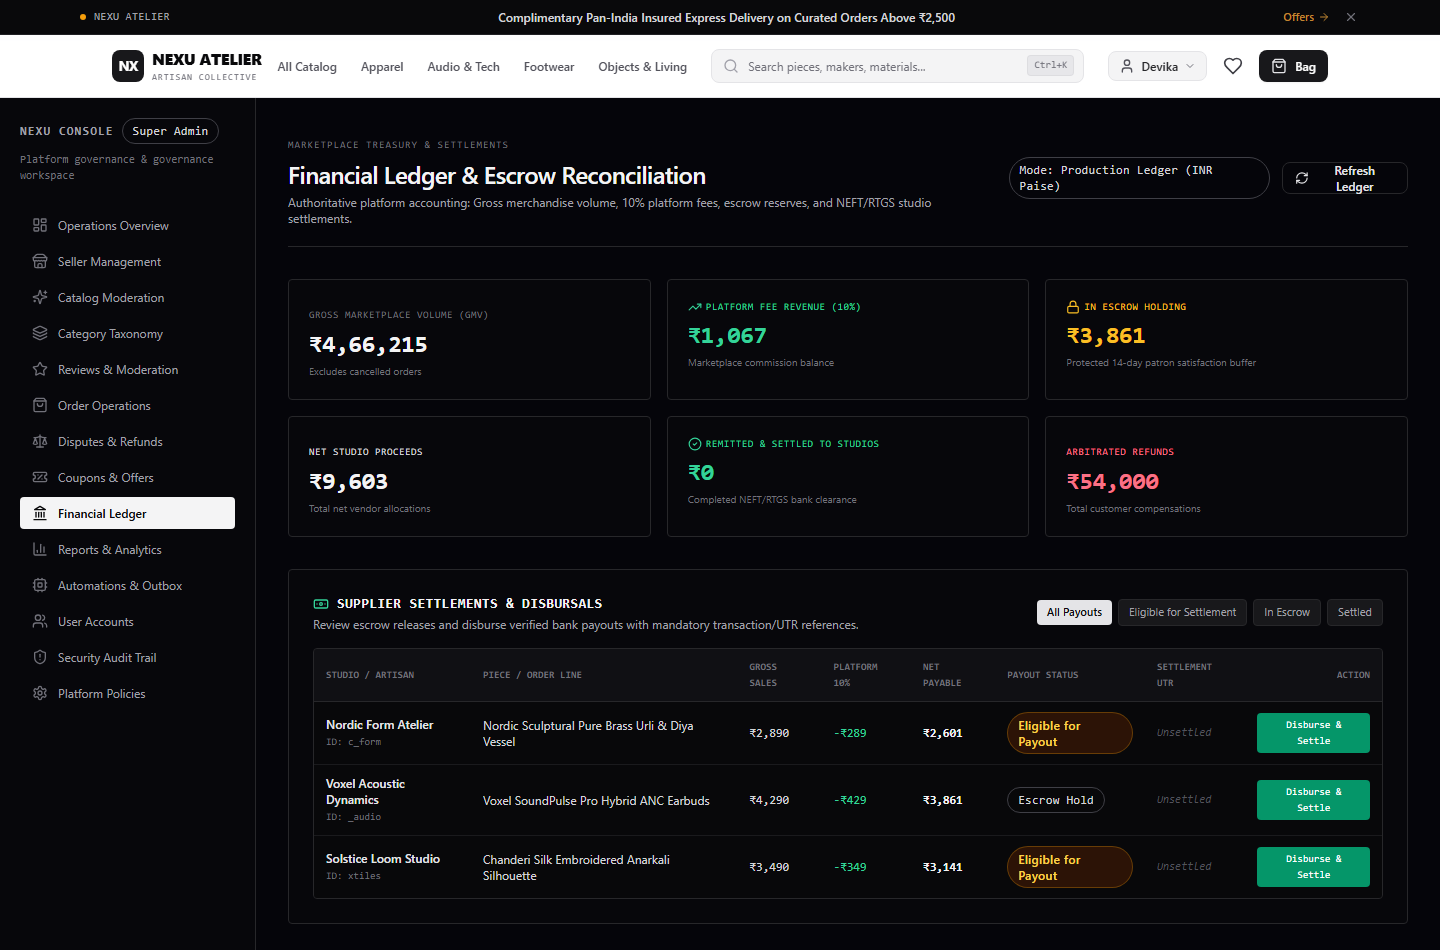 NEXU ATELIER
Complimentary Pan-India Insured Express Delivery on Curated Orders Above ₹2,500
Offers →
NX
NEXU ATELIER
ARTISAN COLLECTIVE
All Catalog
Apparel
Audio & Tech
Footwear
Objects & Living
Search pieces, makers, materials...
Ctrl+K
Devika
Bag
NEXU CONSOLE
Super Admin
Platform governance & governance
workspace
Operations Overview
Seller Management
Catalog Moderation
Category Taxonomy
Reviews & Moderation
Order Operations
Disputes & Refunds
Coupons & Offers
Financial Ledger
Reports & Analytics
Automations & Outbox
User Accounts
Security Audit Trail
Platform Policies
MARKETPLACE TREASURY & SETTLEMENTS
Financial Ledger & Escrow Reconciliation
Authoritative platform accounting: Gross merchandise volume, 10% platform fees, escrow reserves, and NEFT/RTGS studio
settlements.
Mode: Production Ledger (INR
Paise)
Refresh
Ledger
GROSS MARKETPLACE VOLUME (GMV)
₹4,66,215
Excludes cancelled orders
PLATFORM FEE REVENUE (10%)
₹1,067
Marketplace commission balance
IN ESCROW HOLDING
₹3,861
Protected 14-day patron satisfaction buffer
NET STUDIO PROCEEDS
₹9,603
Total net vendor allocations
REMITTED & SETTLED TO STUDIOS
₹0
Completed NEFT/RTGS bank clearance
ARBITRATED REFUNDS
₹54,000
Total customer compensations
SUPPLIER SETTLEMENTS & DISBURSALS
Review escrow releases and disburse verified bank payouts with mandatory transaction/UTR references.
All Payouts
Eligible for Settlement
In Escrow
Settled
STUDIO / ARTISAN
PIECE / ORDER LINE
GROSS
SALES
PLATFORM
10%
NET
PAYABLE
PAYOUT STATUS
SETTLEMENT
UTR
ACTION
Nordic Form Atelier
ID: c_form
Nordic Sculptural Pure Brass Urli & Diya
Vessel
₹2,890
-₹289
₹2,601
Eligible for
Payout
Unsettled
Disburse &
Settle
Voxel Acoustic
Dynamics
ID: _audio
Voxel SoundPulse Pro Hybrid ANC Earbuds
₹4,290
-₹429
₹3,861
Escrow Hold
Unsettled
Disburse &
Settle
Solstice Loom Studio
ID: xtiles
Chanderi Silk Embroidered Anarkali
Silhouette
₹3,490
-₹349
₹3,141
Eligible for
Payout
Unsettled
Disburse &
Settle